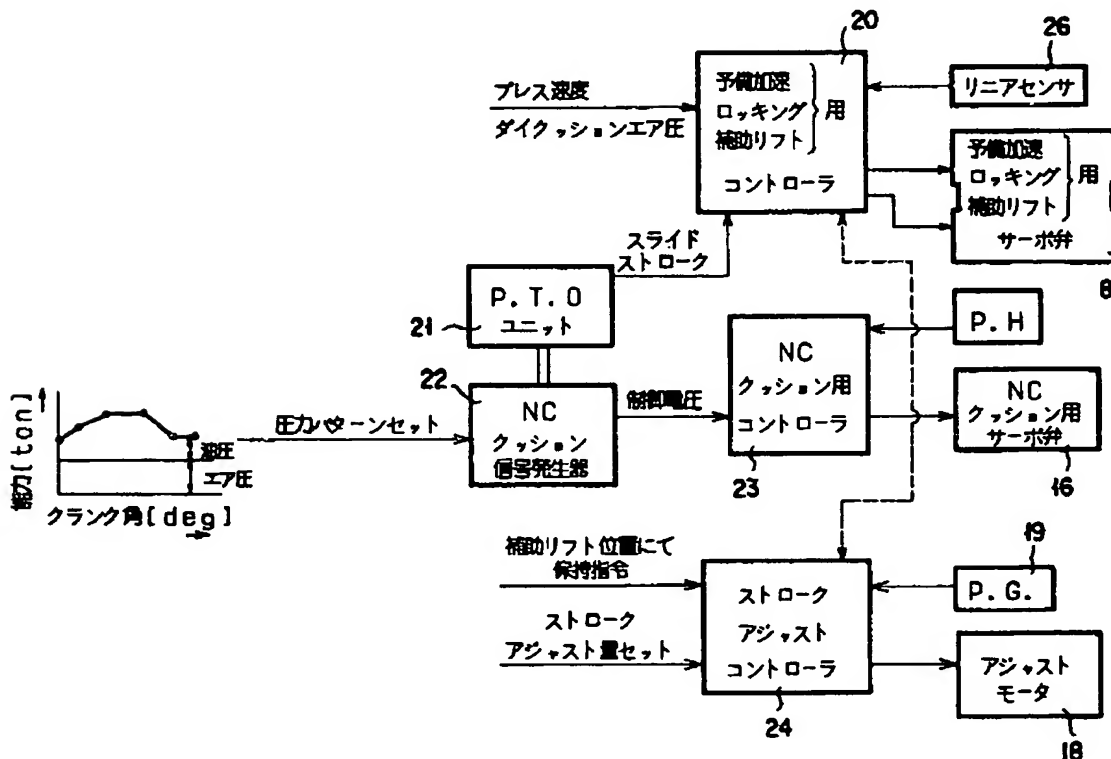 20
26
予備加速
ロッキング
補助リフト
用
コントローラ
リニアセンサ
プレス速度
ダイクッションエア圧
予備加速
ロッキング
補助リフト
用
サーボ弁
8
スライド
ストローク
P.T.O
ユニット
21
P.H
22
NC
クッション
信号発生器
制御電圧
NC
クッション用
コントローラ
23
NC
クッション用
サーボ弁
16
圧力パターンセット
能力[ton]
油圧
エア圧
クランク角[deg]
補助リフト位置にて
保持指令
ストローク
アジャスト量セット
ストローク
アジャスト
コントローラ
24
19
P.G.
アジャスト
モータ
18